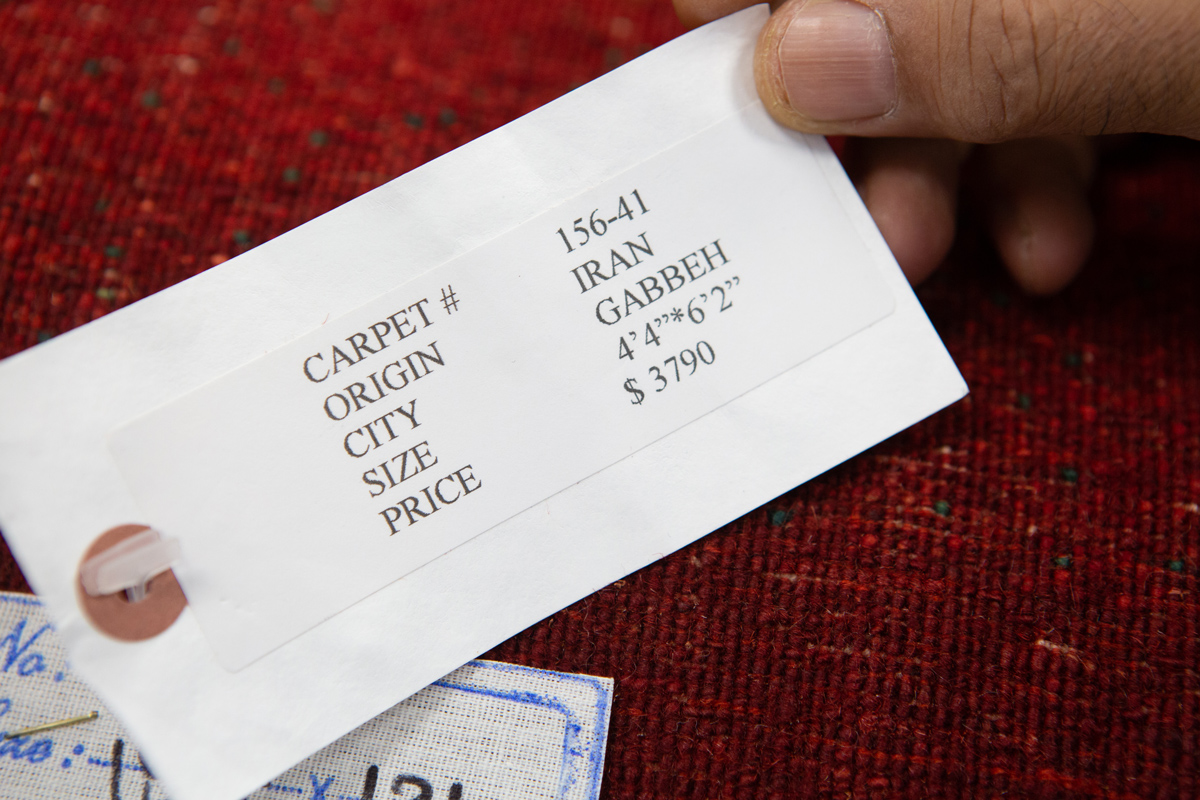 CARPET # 156-41
ORIGIN IRAN
CITY GABBEH
SIZE 4’4”*6’2”
PRICE $ 3790
No.
x